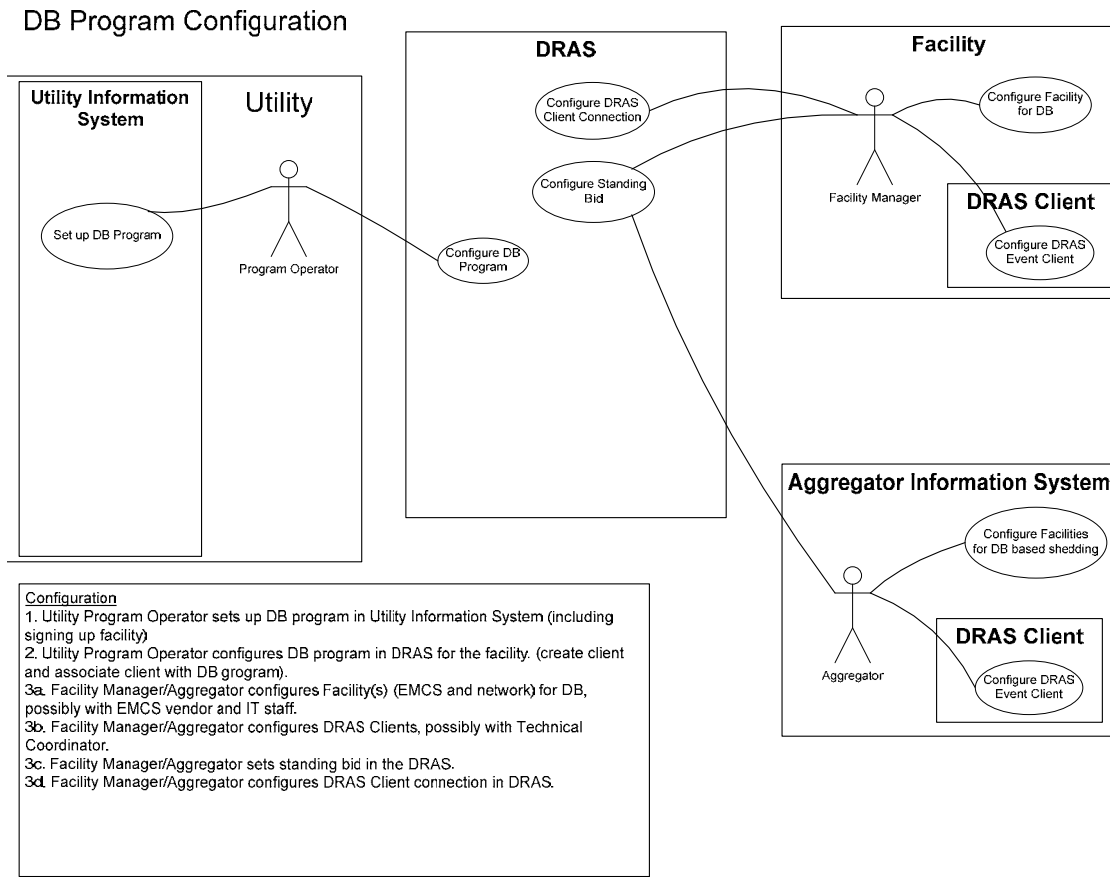 DB Program Configuration
Utility Information
System
Utility
Set up DB Program
Program Operator
DRAS
Configure DRAS
Client Connection
Configure Standing
Bid
Configure DB
Program
Facility
Configure Facility
for DB
Facility Manager
DRAS Client
Configure DRAS
Event Client
Aggregator Information System
Configure Facilities
for DB based shedding
Aggregator
DRAS Client
Configure DRAS
Event Client
Configuration
1. Utility Program Operator sets up DB program in Utility Information System (including
signing up facility)
2. Utility Program Operator configures DB program in DRAS for the facility. (create client
and associate client with DB grogram).
3a. Facility Manager/Aggregator configures Facility(s) (EMCS and network) for DB,
possibly with EMCS vendor and IT staff.
3b. Facility Manager/Aggregator configures DRAS Clients, possibly with Technical
Coordinator.
3c. Facility Manager/Aggregator sets standing bid in the DRAS.
3d. Facility Manager/Aggregator configures DRAS Client connection in DRAS.